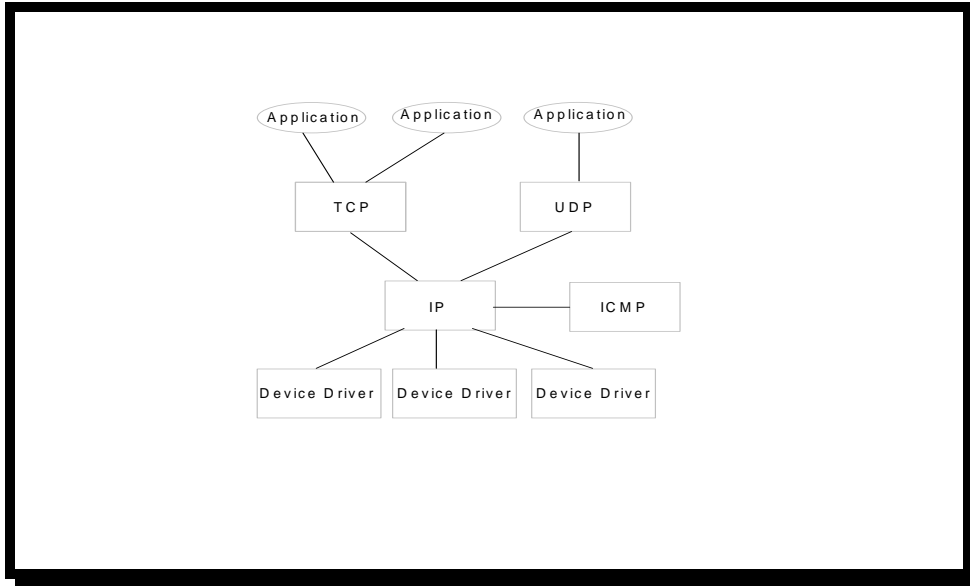 Application
Application
Application
TCP
UDP
IP
ICMP
Device Driver
Device Driver
Device Driver